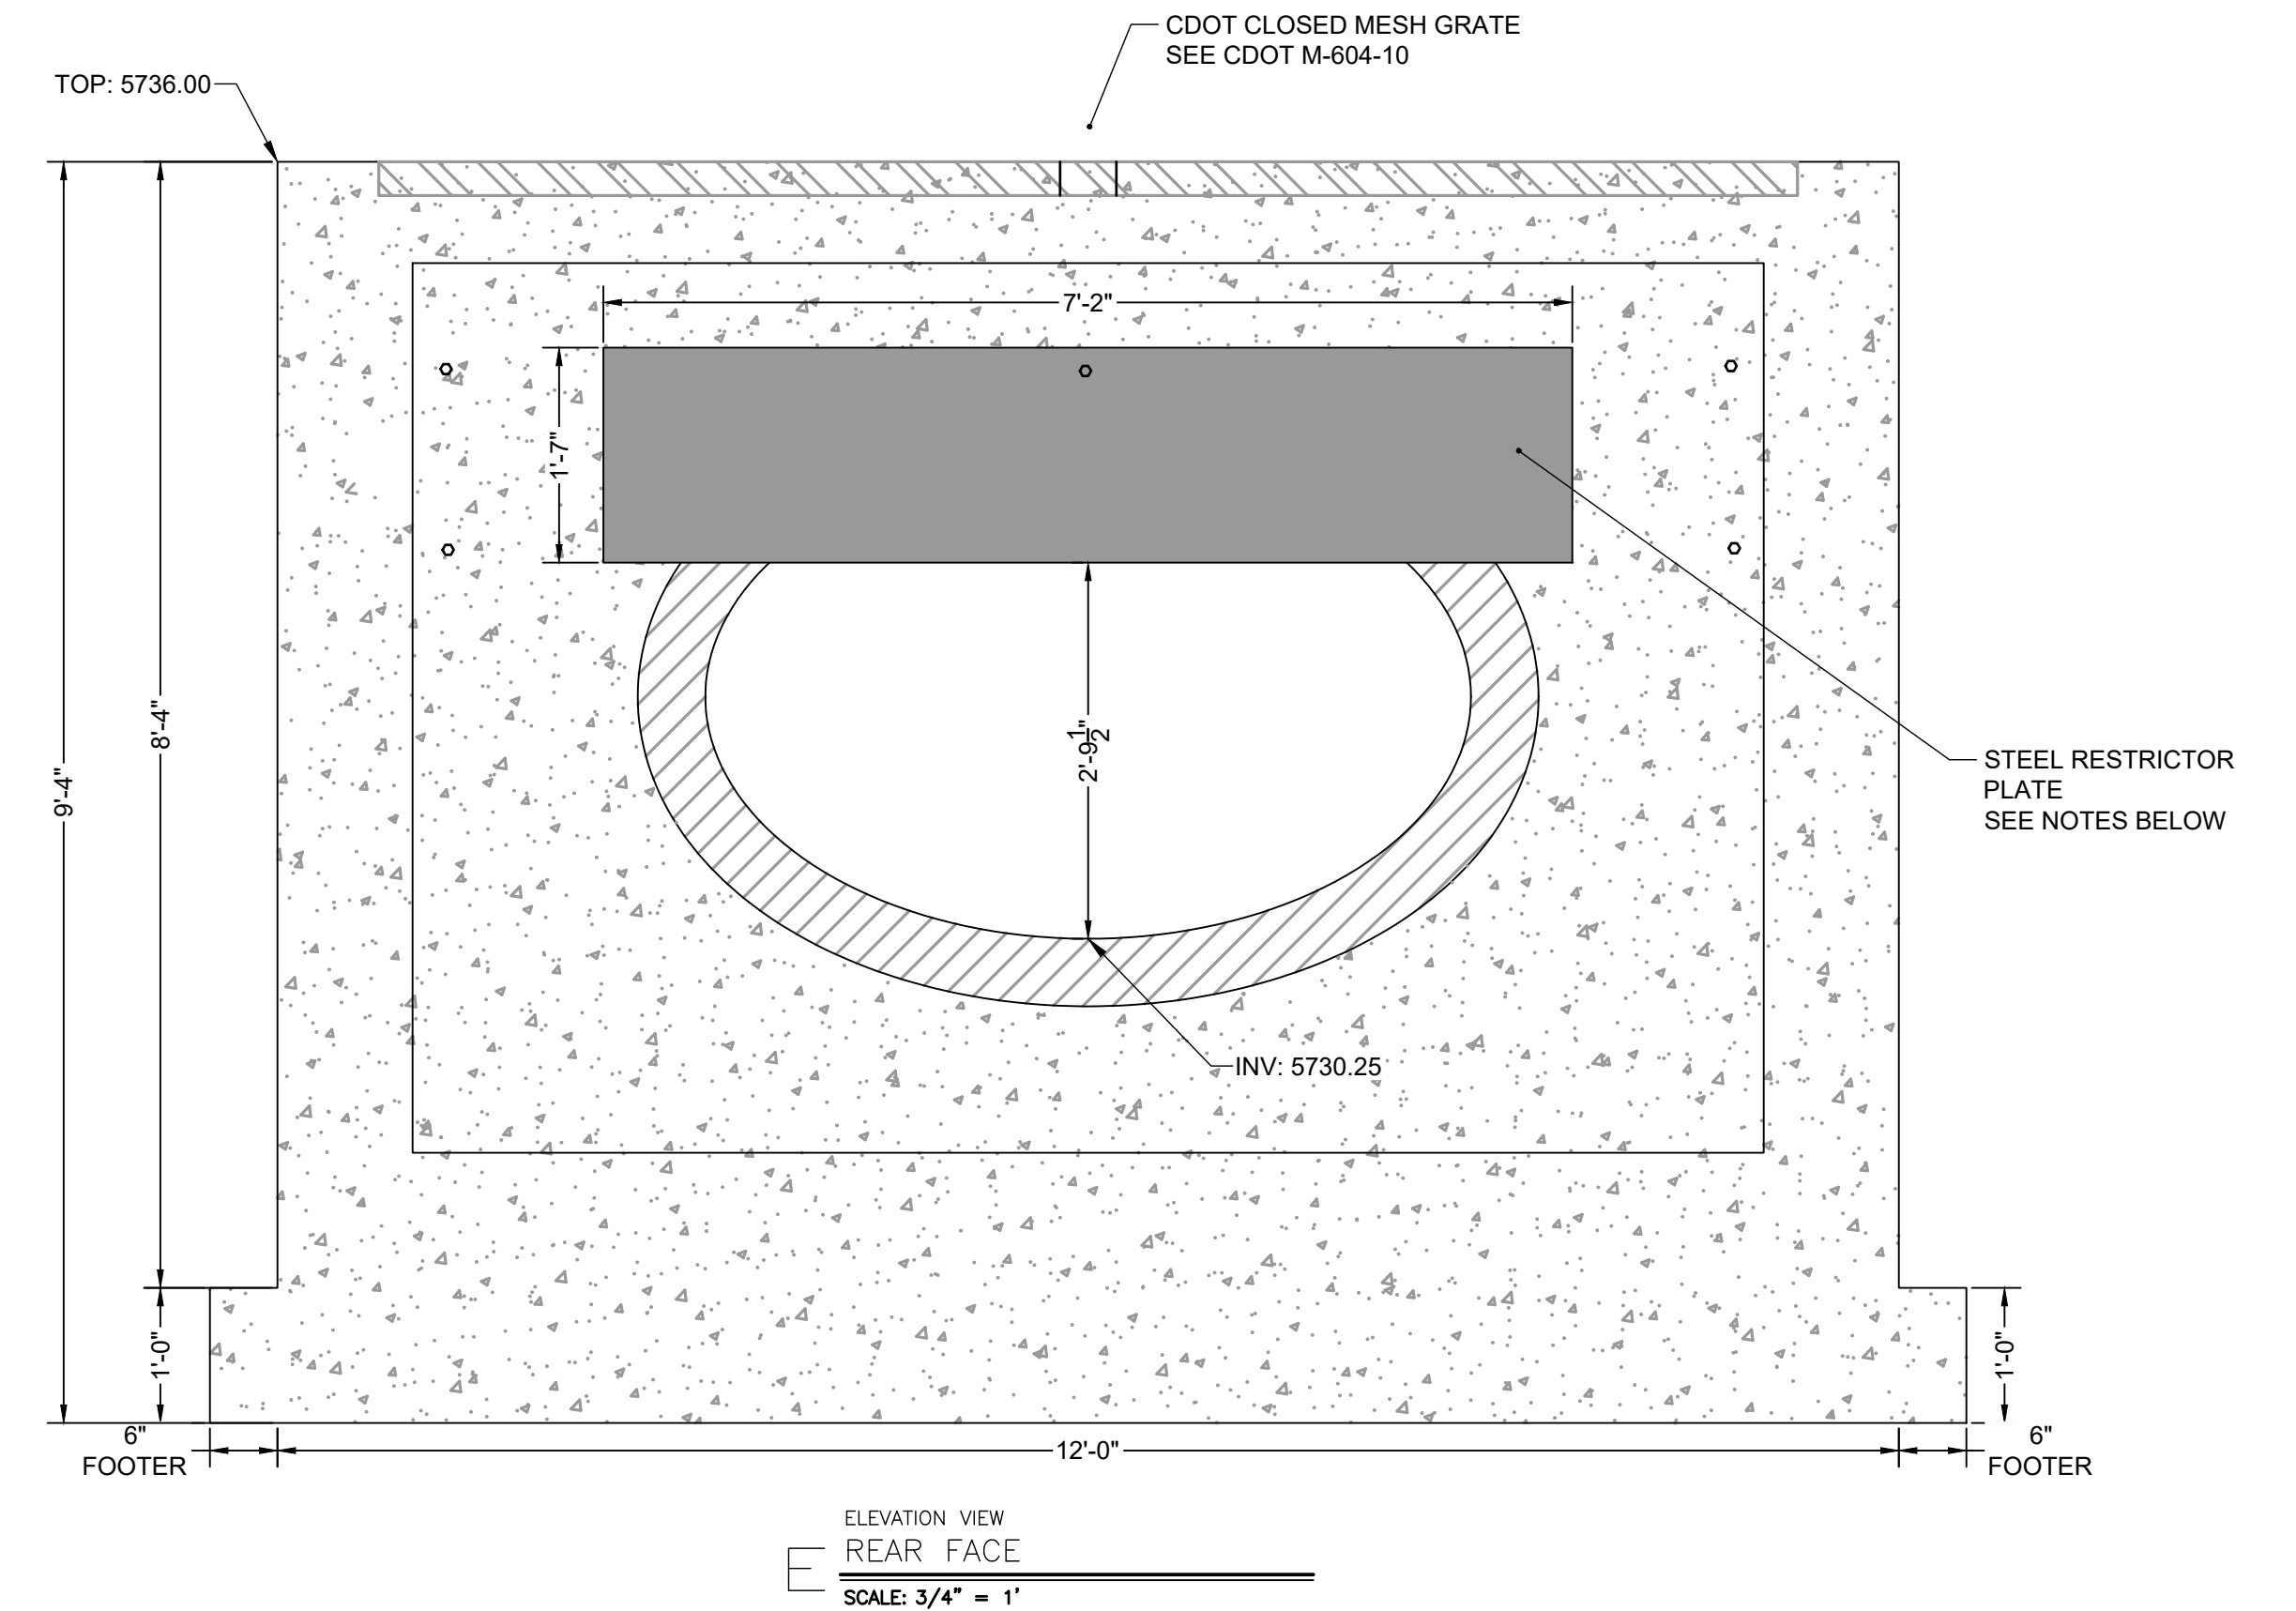 CDOT CLOSED MESH GRATE
SEE CDOT M-604-10
TOP: 5736.00
7'-2"
1'-7"
8'-4"
9'-4"
2'-9 1/2"
STEEL RESTRICTOR
PLATE
SEE NOTES BELOW
INV: 5730.25
1'-0"
1'-0"
6"
FOOTER
12'-0"
6"
FOOTER
ELEVATION VIEW
E
REAR FACE
SCALE: 3/4" = 1'